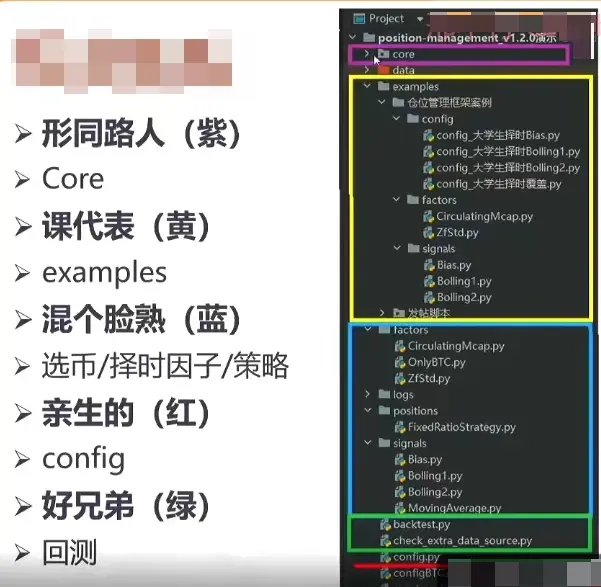 形同路人（紫）
Core
课代表（黄）
examples
混个脸熟（蓝）
选币/择时因子/策略
亲生的（红）
config
好兄弟（绿）
回测
Project
position-management_v1.2.0演示
core
data
examples
仓位管理框架案例
config
config_大学生择时Bias.py
config_大学生择时Bolling1.py
config_大学生择时Bolling2.py
config_大学生择时覆盖.py
factors
CirculatingMcap.py
ZfStd.py
signals
Bias.py
Bolling1.py
Bolling2.py
发帖脚本
factors
CirculatingMcap.py
OnlyBTC.py
ZfStd.py
logs
positions
FixedRatioStrategy.py
signals
Bias.py
Bolling1.py
Bolling2.py
MovingAverage.py
backtest.py
check_extra_data_source.py
config.py
configBTC